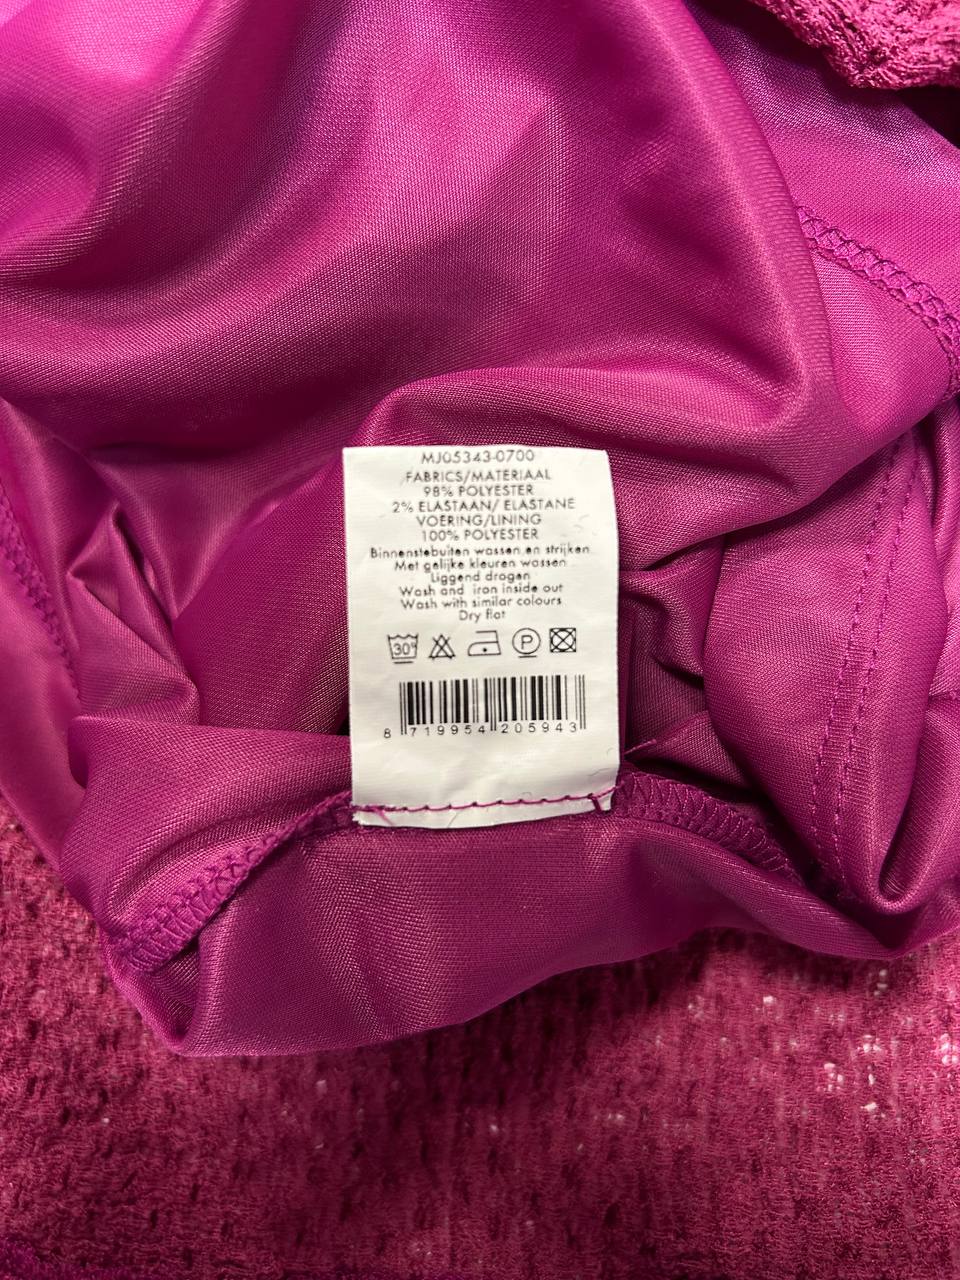 MJ05343-0700
FABRICS/MATERIAAL
98% POLYESTER
2% ELASTAAN/ ELASTANE
VOERING/LINING
100% POLYESTER
Binnenstebuiten wassen en strijken
Met gelijke kleuren wassen
Liggend drogen
Wash and iron inside out
Wash with similar colours
Dry flat
30° P
8 719954 205943